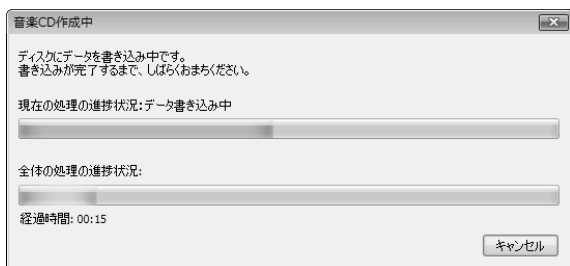 音楽CD作成中
ディスクにデータを書き込み中です。
書き込みが完了するまで、しばらくおまちください。
現在の処理の進捗状況:データ書き込み中
全体の処理の進捗状況:
経過時間: 00:15
キャンセル